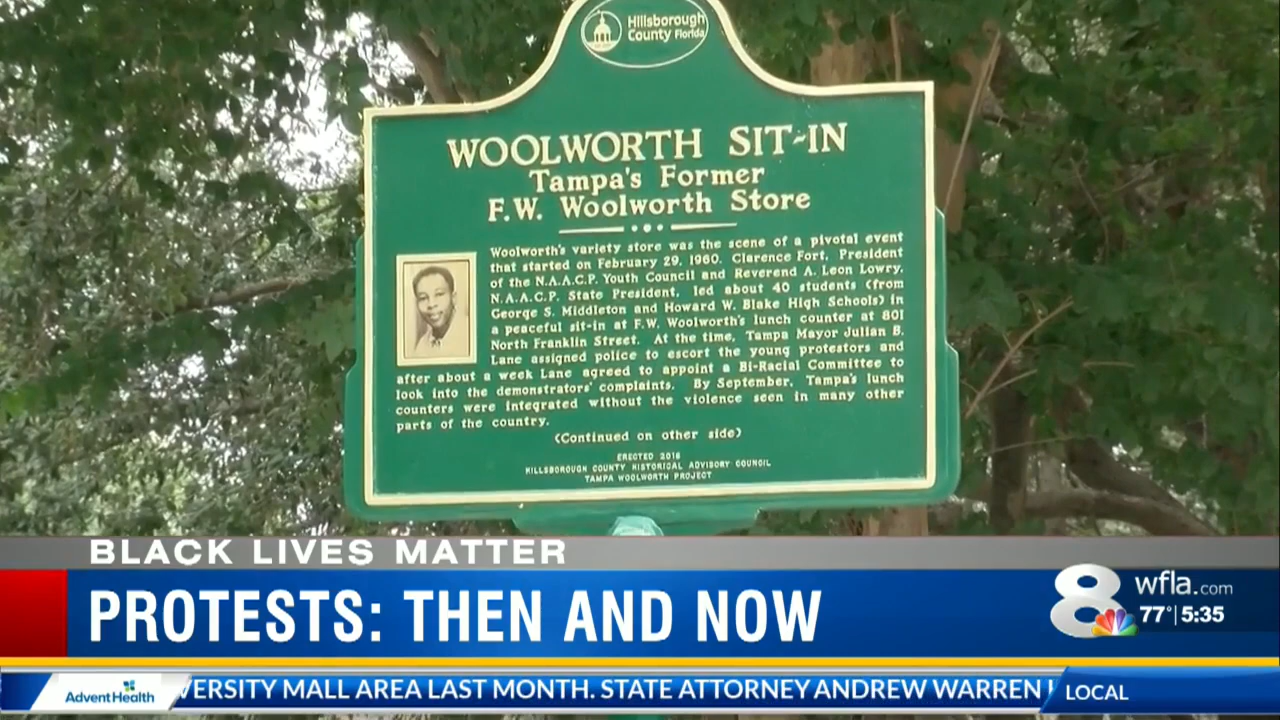 Hillsborough
County Florida
WOOLWORTH SIT-IN
Tampa's Former
F.W. Woolworth Store
Woolworth's variety store was the scene of a pivotal event
that started on February 29, 1960. Clarence Fort, President
of the N.A.A.C.P. Youth Council and Reverend A. Leon Lowry,
N.A.A.C.P. State President, led about 40 students (from
George S. Middleton and Howard W. Blake High Schools) in
a peaceful sit-in at F.W. Woolworth's lunch counter at 801
North Franklin Street. At the time, Tampa Mayor Julian B.
Lane assigned police to escort the young protestors and
after about a week Lane agreed to appoint a Bi-Racial Committee to
look into the demonstrators' complaints. By September, Tampa's lunch
counters were integrated without the violence seen in many other
parts of the country.
(Continued on other side)
ERECTED 2016
HILLSBOROUGH COUNTY HISTORICAL ADVISORY COUNCIL
TAMPA WOOLWORTH PROJECT
BLACK LIVES MATTER
PROTESTS: THEN AND NOW
8 wfla.com
77° | 5:35
AdventHealth
VERSITY MALL AREA LAST MONTH. STATE ATTORNEY ANDREW WARREN
LOCAL